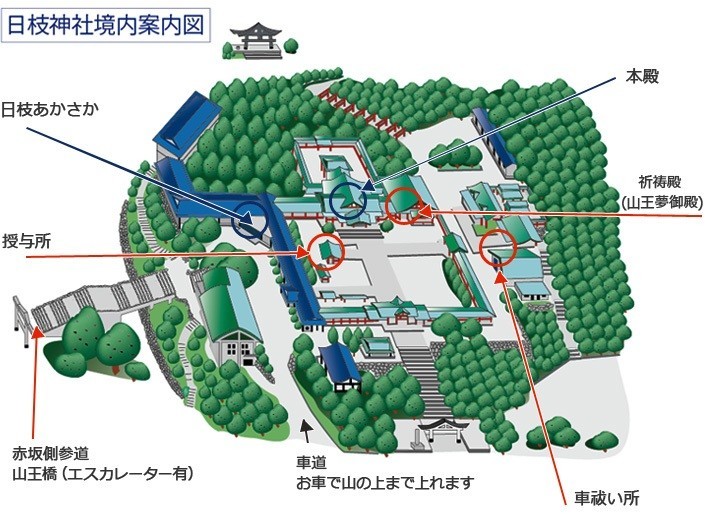 日枝神社境内案内図
本殿
日枝あかさか
祈祷殿
(山王夢御殿)
授与所
赤坂側参道
山王橋（エスカレーター有）
車道
お車で山の上まで上れます
車祓い所